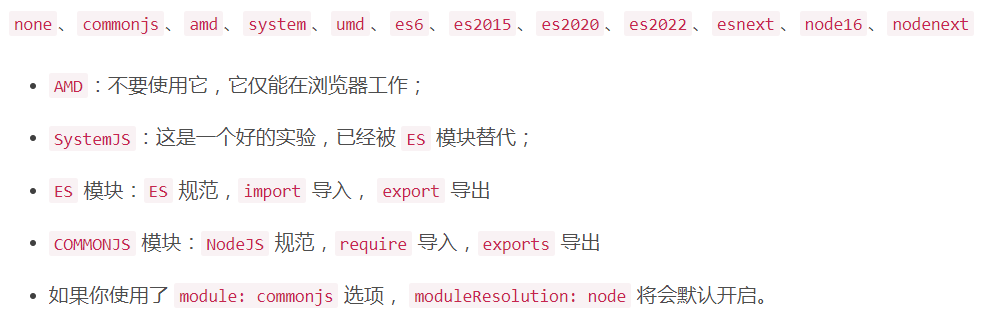 none、commonjs、amd、system、umd、es6、es2015、es2020、es2022、esnext、node16、nodenext
• AMD：不要使用它，它仅能在浏览器工作；
• SystemJS：这是一个好的实验，已经被 ES 模块替代；
• ES 模块：ES 规范，import 导入， export 导出
• COMMONJS 模块：NodeJS 规范，require 导入，exports 导出
• 如果你使用了 module: commonjs 选项， moduleResolution: node 将会默认开启。